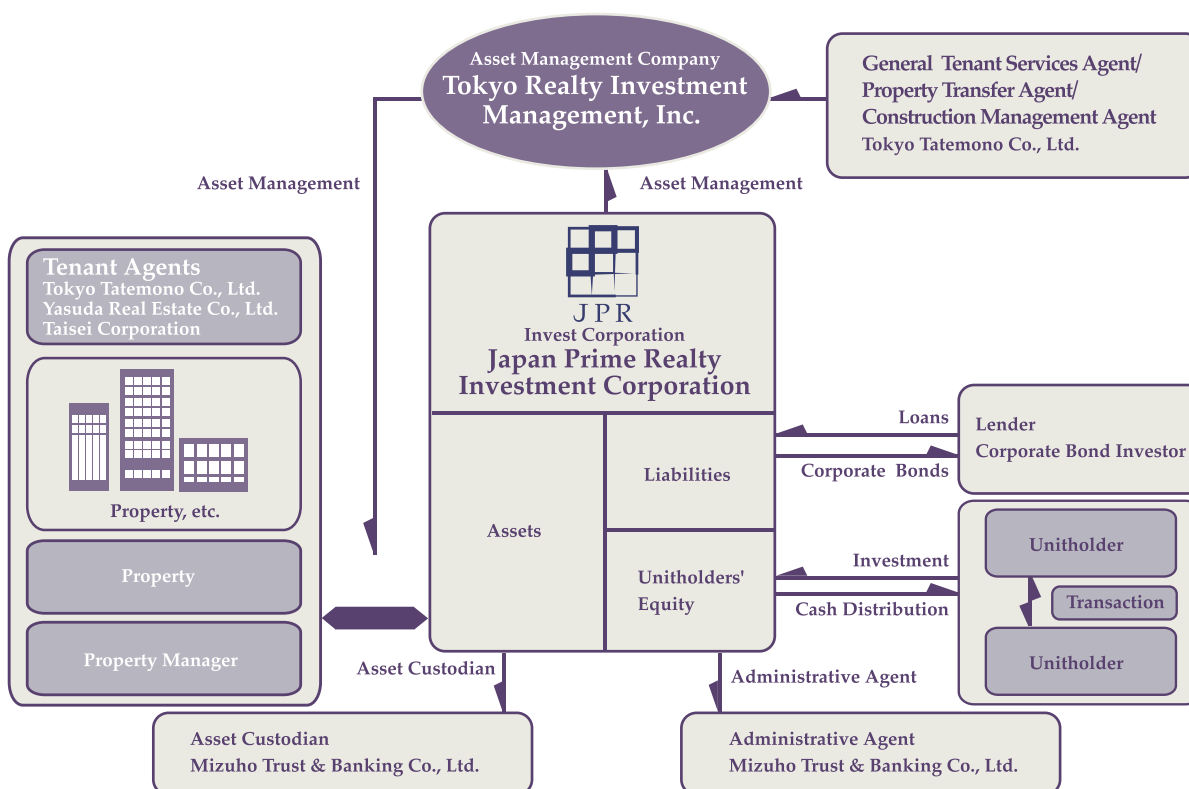 Asset Management Company
Tokyo Realty Investment
Management, Inc.
General Tenant Services Agent/
Property Transfer Agent/
Construction Management Agent
Tokyo Tatemono Co., Ltd.
Asset Management
Asset Management
Tenant Agents
Tokyo Tatemono Co., Ltd.
Yasuda Real Estate Co., Ltd.
Taisei Corporation
Property, etc.
Property
Property Manager
JPR
Invest Corporation
Japan Prime Realty
Investment Corporation
Assets
Liabilities
Unitholders'
Equity
Loans
Corporate Bonds
Lender
Corporate Bond Investor
Investment
Cash Distribution
Unitholder
Transaction
Unitholder
Asset Custodian
Administrative Agent
Asset Custodian
Mizuho Trust & Banking Co., Ltd.
Administrative Agent
Mizuho Trust & Banking Co., Ltd.